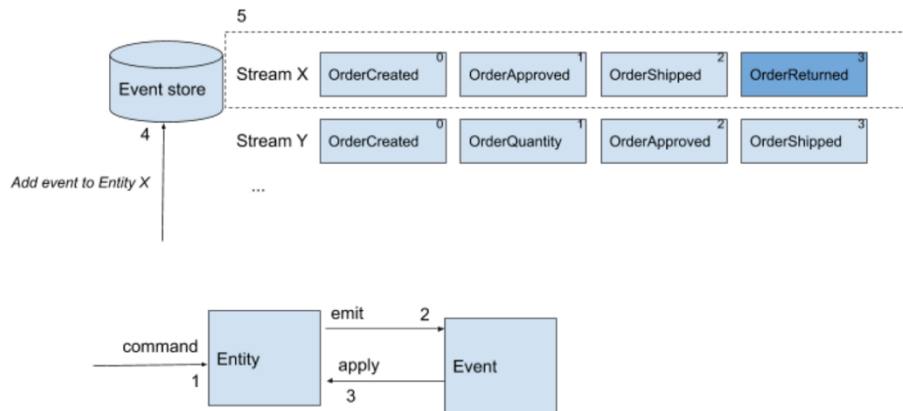 5
Stream X
OrderCreated 0
OrderApproved 1
OrderShipped 2
OrderReturned 3
Event store
4
Stream Y
OrderCreated 0
OrderQuantity 1
OrderApproved 2
OrderShipped 3
Add event to Entity X
...
emit
2
command
1
Entity
apply
3
Event